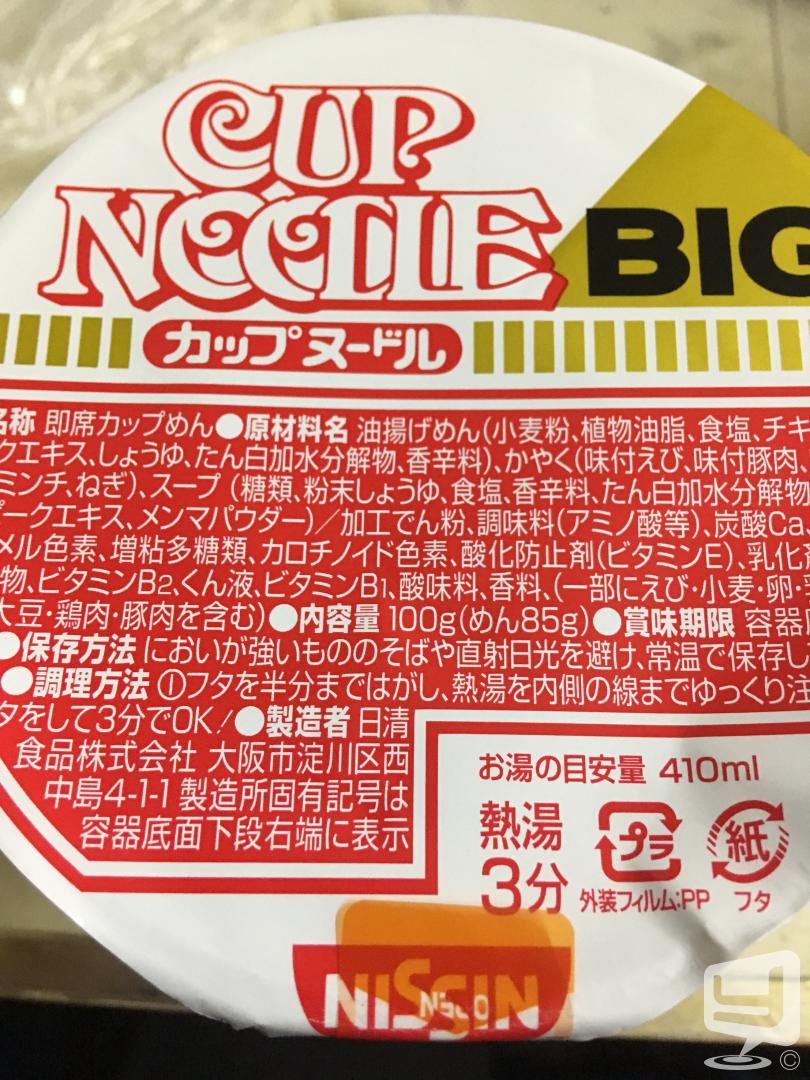 CUP
NOODLE BIG
カップヌードル
名称 即席カップめん●原材料名 油揚げめん(小麦粉、植物油脂、食塩、チキ
クエキス、しょうゆ、たん白加水分解物、香辛料)、かやく(味付えび、味付豚肉、
ミンチ、ねぎ)、スープ (糖類、粉末しょうゆ、食塩、香辛料、たん白加水分解物
ークエキス、メンマパウダー)／加工でん粉、調味料(アミノ酸等)、炭酸Ca、
メル色素、増粘多糖類、カロチノイド色素、酸化防止剤(ビタミンE)、乳化
物、ビタミンB2、くん液、ビタミンB1、酸味料、香料、(一部にえび・小麦・卵・
大豆・鶏肉・豚肉を含む)●内容量 100g(めん85g)●賞味期限 容器
●保存方法 においが強いもののそばや直射日光を避け、常温で保存し
●調理方法 ①フタを半分まではがし、熱湯を内側の線までゆっくり注
タをして3分でOK!●製造者 日清
食品株式会社 大阪市淀川区西
中島4-1-1 製造所固有記号は
容器底面下段右端に表示
お湯の目安量 410ml
熱湯
3分
プラ
紙
外装フィルム:PP フタ
NISSIN